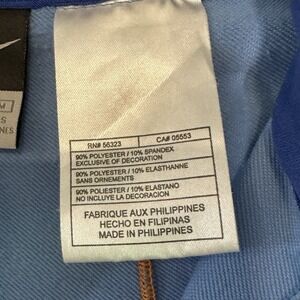 M
RN# 56323 CA# 05553
90% POLYESTER / 10% SPANDEX
EXCLUSIVE OF DECORATION
90% POLYESTER / 10% ELASTHANNE
SANS ORNEMENTS
90% POLIESTER / 10% ELASTANO
NO INCLUYE LA DECORACION
FABRIQUE AUX PHILIPPINES
HECHO EN FILIPINAS
MADE IN PHILIPPINES